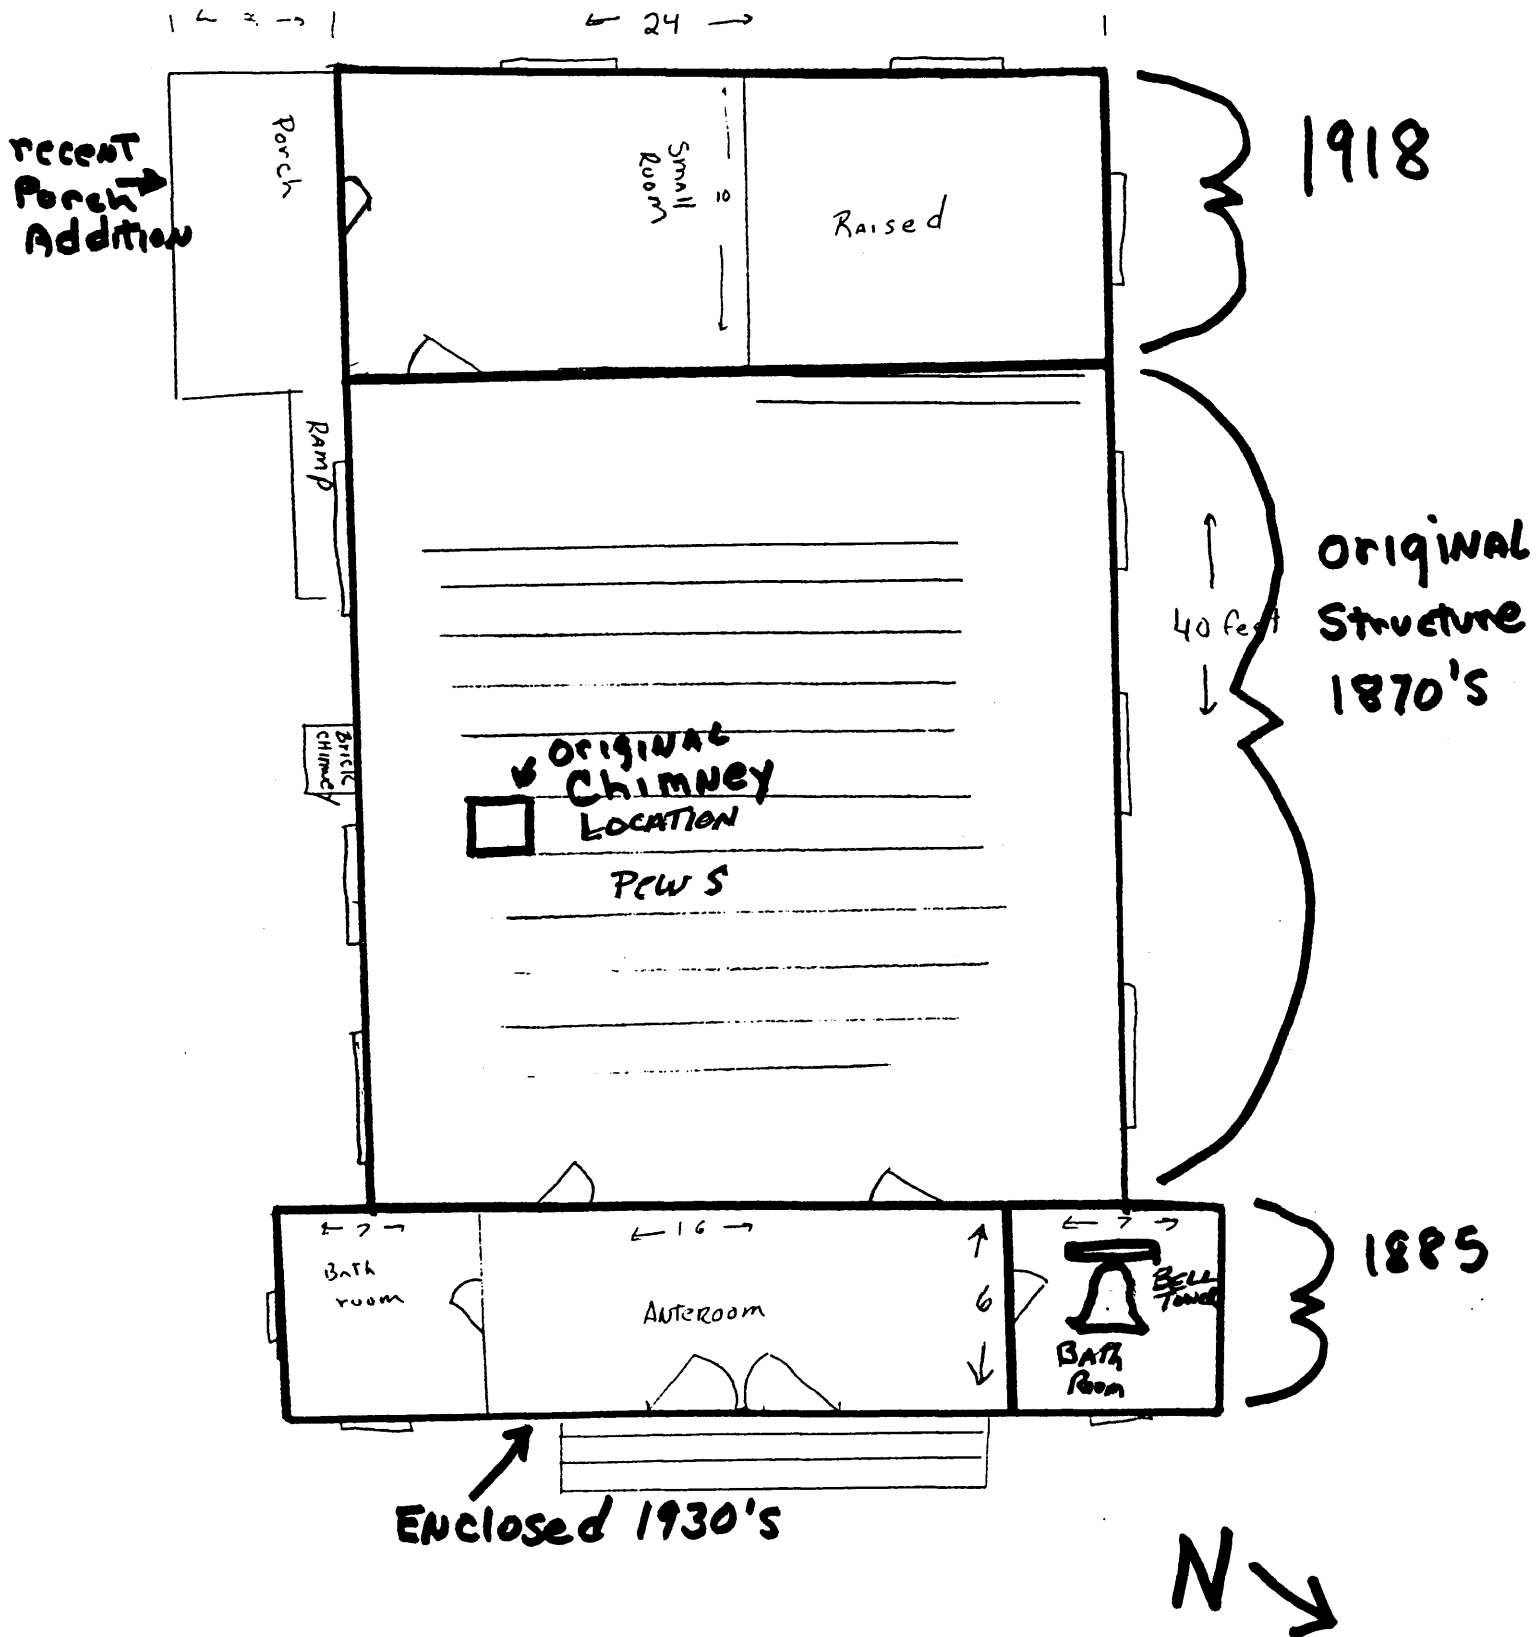 24
recent
Porch
Addition
Porch
Small
Room
10
Raised
1918
Ramp
40 feet
Original
Structure
1870's
Brick
Chimney
Original
Chimney
Location
Pews
7
16
7
Bath
room
Anteroom
6
Bell
Tower
Bath
Room
1885
Enclosed 1930's
N